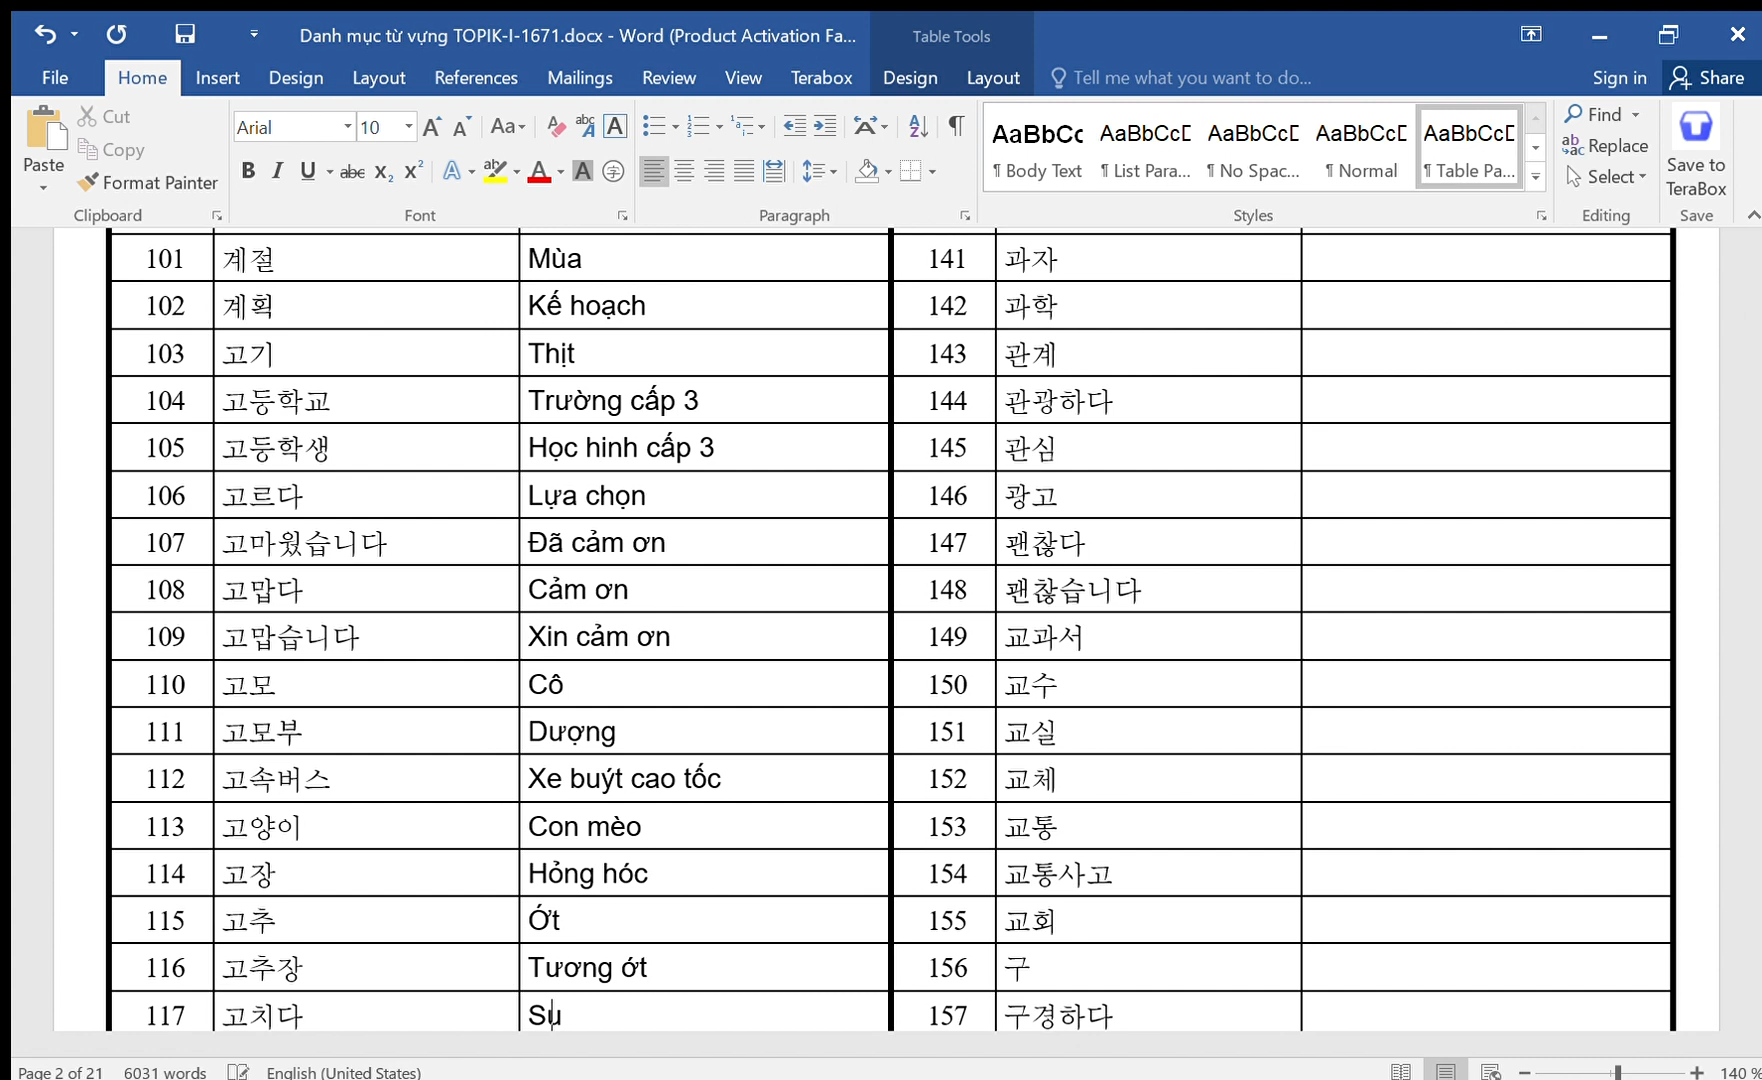 Danh mục từ vựng TOPIK-I-1671.docx - Word (Product Activation Fa...
Table Tools
File Home Insert Design Layout References Mailings Review View Terabox Design Layout Tell me what you want to do... Sign in Share
Paste
Cut
Copy
Format Painter
Clipboard
Arial 10
Font
Paragraph
AaBbCc AaBbCcD AaBbCcD AaBbCcD AaBbCcD
¶ Body Text ¶ List Para... ¶ No Spac... ¶ Normal ¶ Table Pa...
Styles
Find
Replace
Select
Editing
Save to
TeraBox
Save
101 계절 Mùa 141 과자
102 계획 Kế hoạch 142 과학
103 고기 Thịt 143 관계
104 고등학교 Trường cấp 3 144 관광하다
105 고등학생 Học hinh cấp 3 145 관심
106 고르다 Lựa chọn 146 광고
107 고마웠습니다 Đã cảm ơn 147 괜찮다
108 고맙다 Cảm ơn 148 괜찮습니다
109 고맙습니다 Xin cảm ơn 149 교과서
110 고모 Cô 150 교수
111 고모부 Dượng 151 교실
112 고속버스 Xe buýt cao tốc 152 교체
113 고양이 Con mèo 153 교통
114 고장 Hỏng hóc 154 교통사고
115 고추 Ớt 155 교회
116 고추장 Tương ớt 156 구
117 고치다 Su 157 구경하다
Page 2 of 21 6031 words English (United States) 140 %